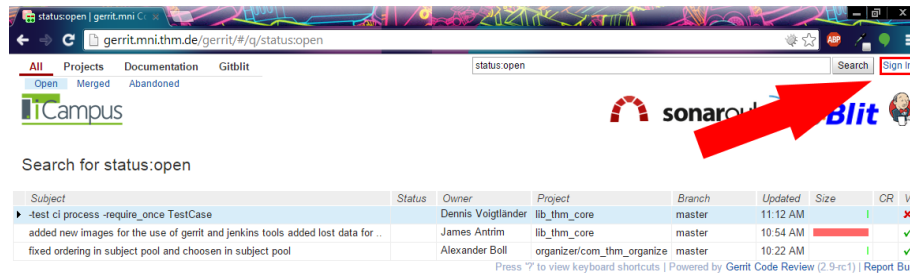 status:open | gerrit.mni Co
gerrit.mni.thm.de/gerrit/#/q/status:open
ABP
All Projects Documentation Gitblit
status:open Search Sign in
Open Merged Abandoned
iCampus
sonar Blit
Search for status:open
Subject Status Owner Project Branch Updated Size CR V
-test ci process -require_once TestCase Dennis Voigtländer lib_thm_core master 11:12 AM
added new images for the use of gerrit and jenkins tools added lost data for .. James Antrim lib_thm_core master 10:54 AM
fixed ordering in subject pool and choosen in subject pool Alexander Boll organizer/com_thm_organize master 10:22 AM
Press '?' to view keyboard shortcuts | Powered by Gerrit Code Review (2.9-rc1) | Report Bu